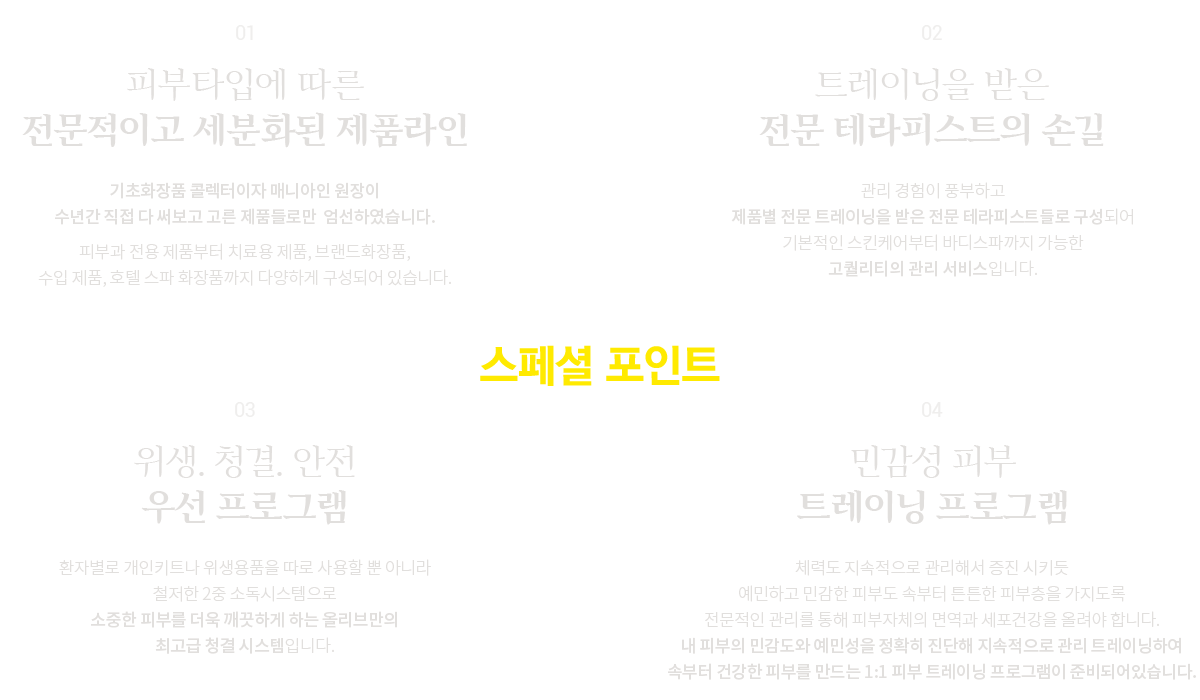 01
피부타입에 따른
전문적이고 세분화된 제품라인
기초화장품 콜렉터이자 매니아인 원장이
수년간 직접 다 써보고 고른 제품들로만 엄선하였습니다.
피부과 전용 제품부터 치료용 제품, 브랜드화장품,
수입 제품, 호텔 스파 화장품까지 다양하게 구성되어 있습니다.
02
트레이닝을 받은
전문 테라피스트의 손길
관리 경험이 풍부하고
제품별 전문 트레이닝을 받은 전문 테라피스트들로 구성되어
기본적인 스킨케어부터 바디스파까지 가능한
고퀄리티의 관리 서비스입니다.
스페셜 포인트
03
위생. 청결. 안전
우선 프로그램
환자별로 개인키트나 위생용품을 따로 사용할 뿐 아니라
철저한 2중 소독시스템으로
소중한 피부를 더욱 깨끗하게 하는 올리브만의
최고급 청결 시스템입니다.
04
민감성 피부
트레이닝 프로그램
체력도 지속적으로 관리해서 증진 시키듯
예민하고 민감한 피부도 속부터 튼튼한 피부층을 가지도록
전문적인 관리를 통해 피부자체의 면역과 세포건강을 올려야 합니다.
내 피부의 민감도와 예민성을 정확히 진단해 지속적으로 관리 트레이닝하여
속부터 건강한 피부를 만드는 1:1 피부 트레이닝 프로그램이 준비되어있습니다.